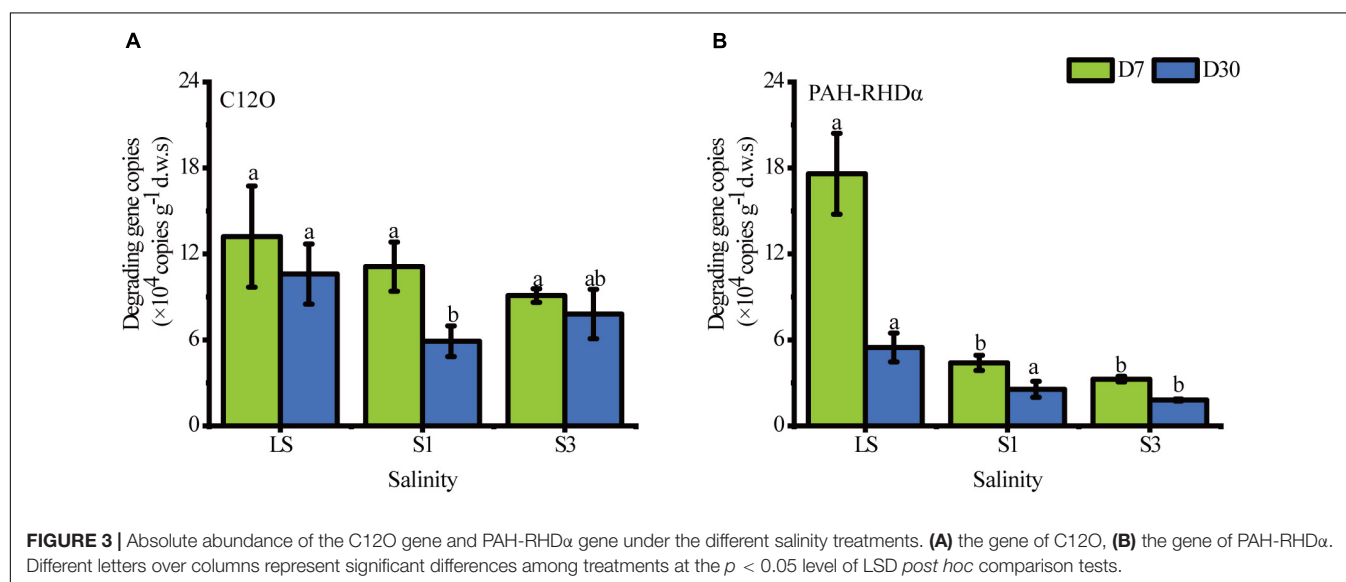 A
B
D7
D30
C12O
Degrading gene copies
(×10⁴ copies g⁻¹ d.w.s)
24
18
12
6
0
a
a
a
b
a
ab
LS
S1
S3
Salinity
PAH-RHDα
Degrading gene copies
(×10⁴ copies g⁻¹ d.w.s)
24
18
12
6
0
a
a
b
a
b
b
LS
S1
S3
Salinity
FIGURE 3 | Absolute abundance of the C12O gene and PAH-RHDα gene under the different salinity treatments. (A) the gene of C12O, (B) the gene of PAH-RHDα.
Different letters over columns represent significant differences among treatments at the p < 0.05 level of LSD post hoc comparison tests.